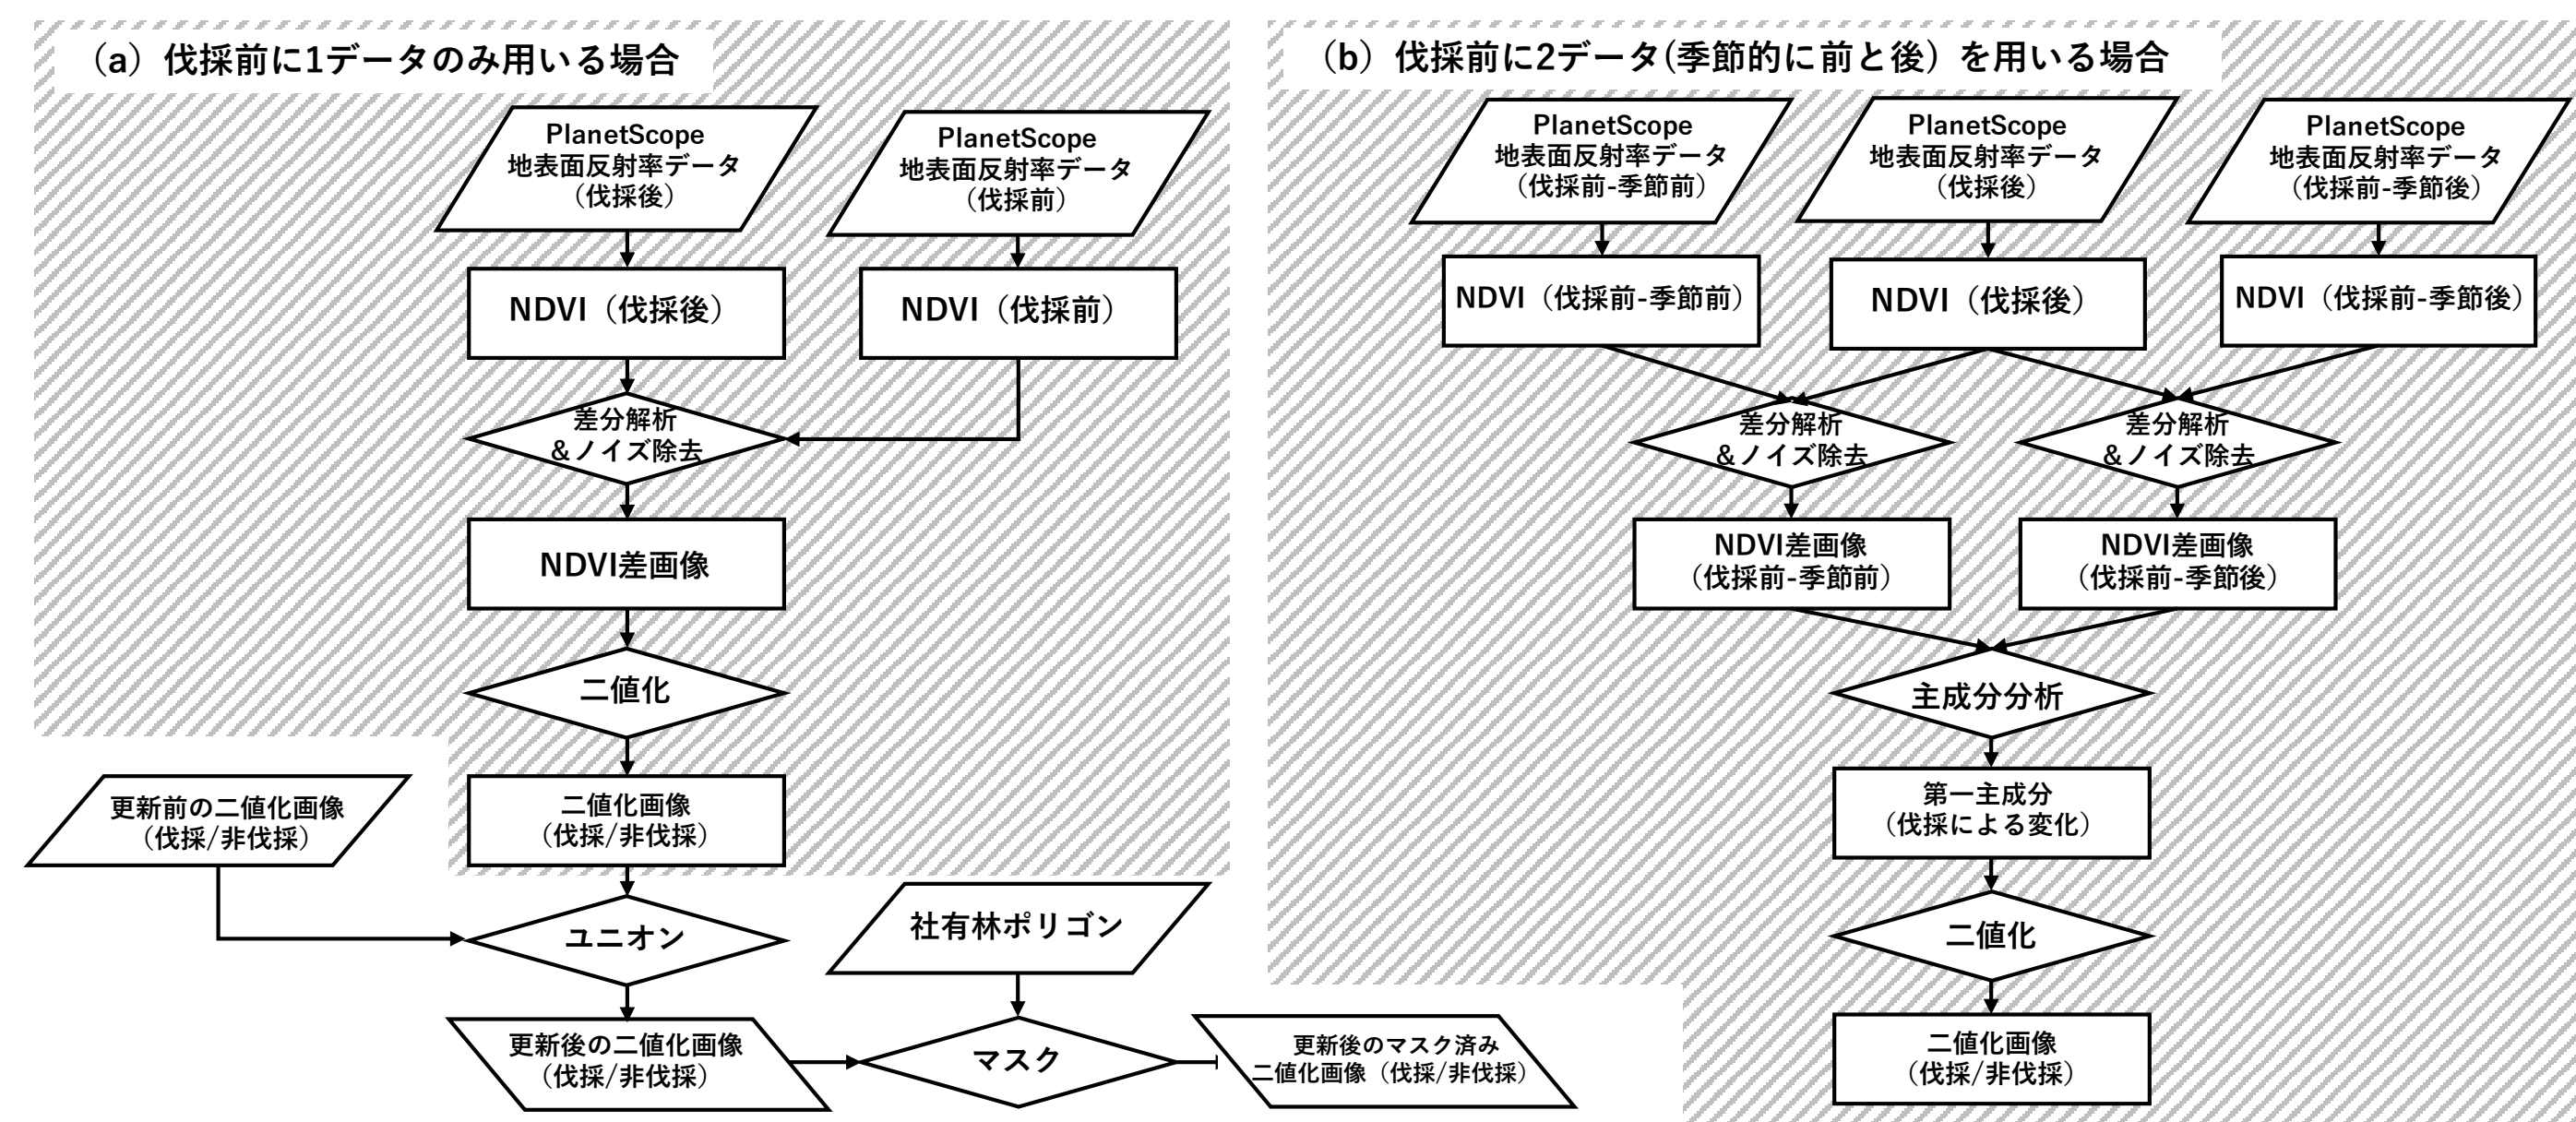 （a）伐採前に1データのみ用いる場合
PlanetScope
地表面反射率データ
（伐採後）
PlanetScope
地表面反射率データ
（伐採前）
NDVI（伐採後）
NDVI（伐採前）
差分解析
＆ノイズ除去
NDVI差画像
二値化
二値化画像
（伐採/非伐採）
更新前の二値化画像
（伐採/非伐採）
ユニオン
社有林ポリゴン
更新後の二値化画像
（伐採/非伐採）
マスク
更新後のマスク済み
二値化画像（伐採/非伐採）
（b）伐採前に2データ(季節的に前と後）を用いる場合
PlanetScope
地表面反射率データ
（伐採前-季節前）
PlanetScope
地表面反射率データ
（伐採後）
PlanetScope
地表面反射率データ
（伐採前-季節後）
NDVI（伐採前-季節前）
NDVI（伐採後）
NDVI（伐採前-季節後）
差分解析
＆ノイズ除去
差分解析
＆ノイズ除去
NDVI差画像
（伐採前-季節前）
NDVI差画像
（伐採前-季節後）
主成分分析
第一主成分
（伐採による変化）
二値化
二値化画像
（伐採/非伐採）